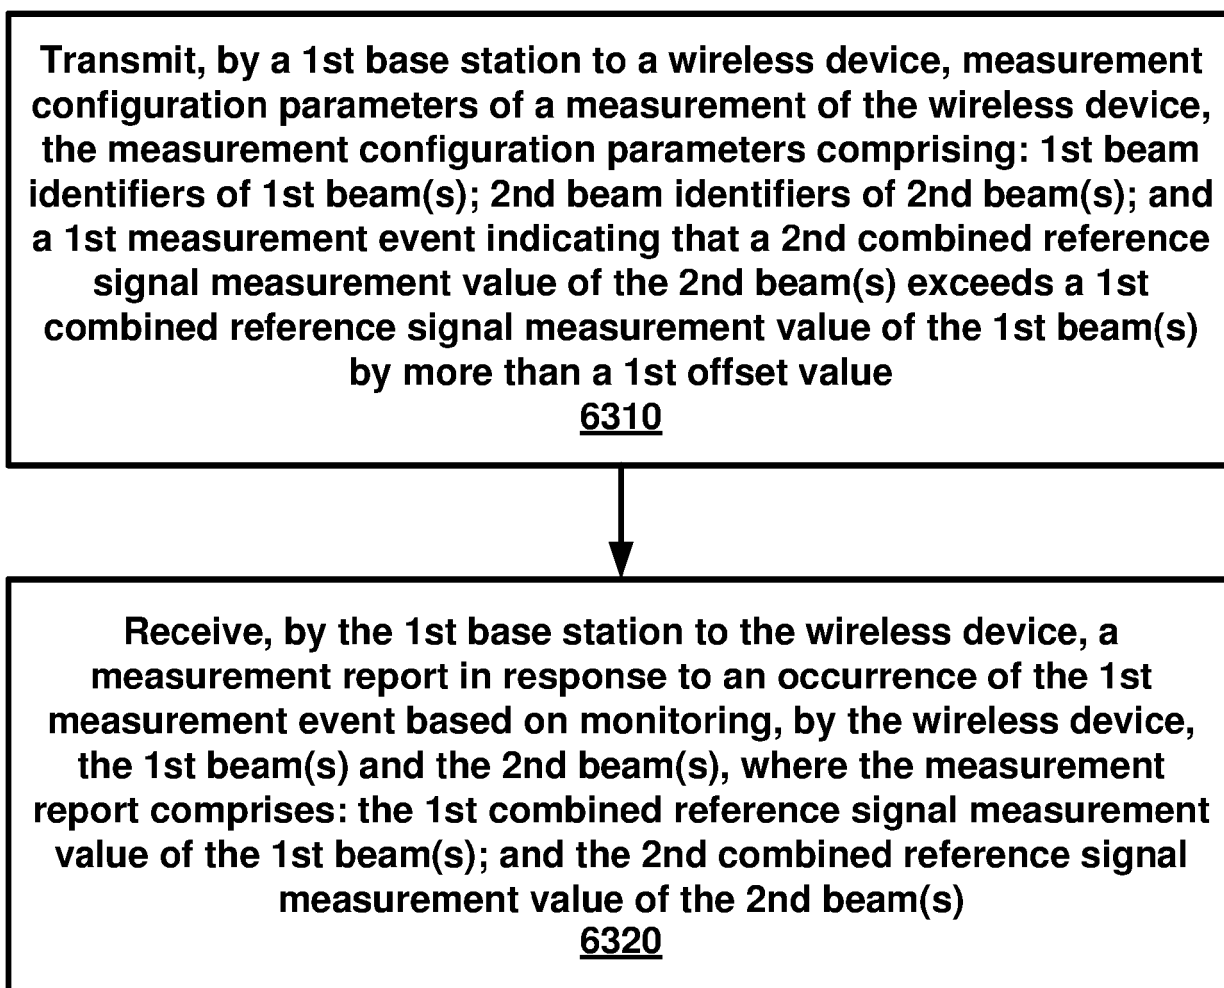 Transmit, by a 1st base station to a wireless device, measurement
configuration parameters of a measurement of the wireless device,
the measurement configuration parameters comprising: 1st beam
identifiers of 1st beam(s); 2nd beam identifiers of 2nd beam(s); and
a 1st measurement event indicating that a 2nd combined reference
signal measurement value of the 2nd beam(s) exceeds a 1st
combined reference signal measurement value of the 1st beam(s)
by more than a 1st offset value
6310
Receive, by the 1st base station to the wireless device, a
measurement report in response to an occurrence of the 1st
measurement event based on monitoring, by the wireless device,
the 1st beam(s) and the 2nd beam(s), where the measurement
report comprises: the 1st combined reference signal measurement
value of the 1st beam(s); and the 2nd combined reference signal
measurement value of the 2nd beam(s)
6320